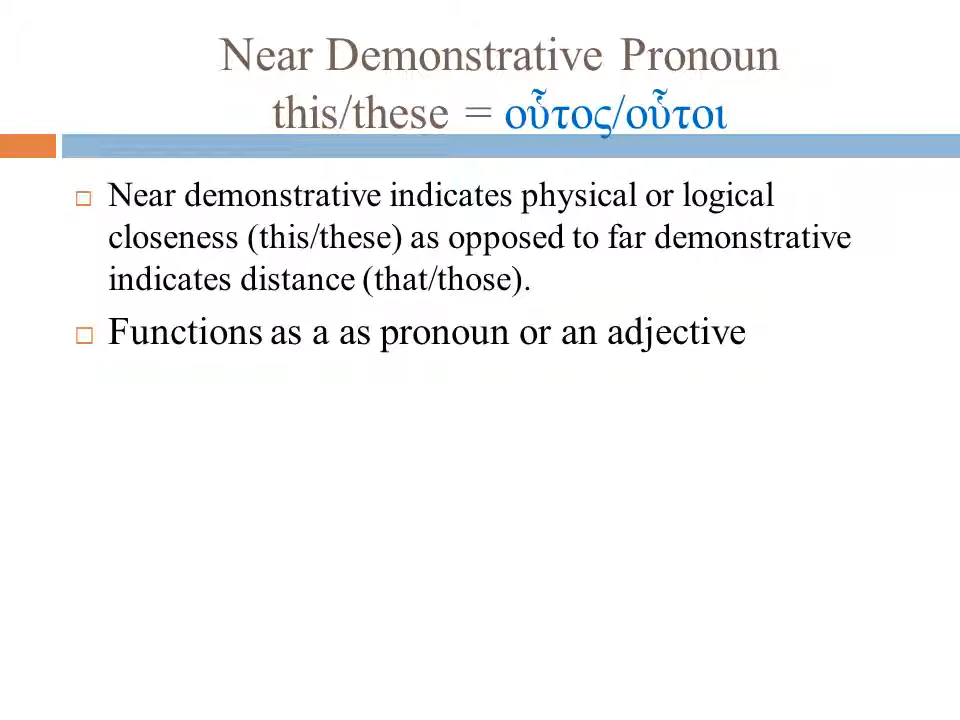 Near Demonstrative Pronoun
this/these = οὗτος/οὗτοι
Near demonstrative indicates physical or logical
closeness (this/these) as opposed to far demonstrative
indicates distance (that/those).
Functions as a as pronoun or an adjective